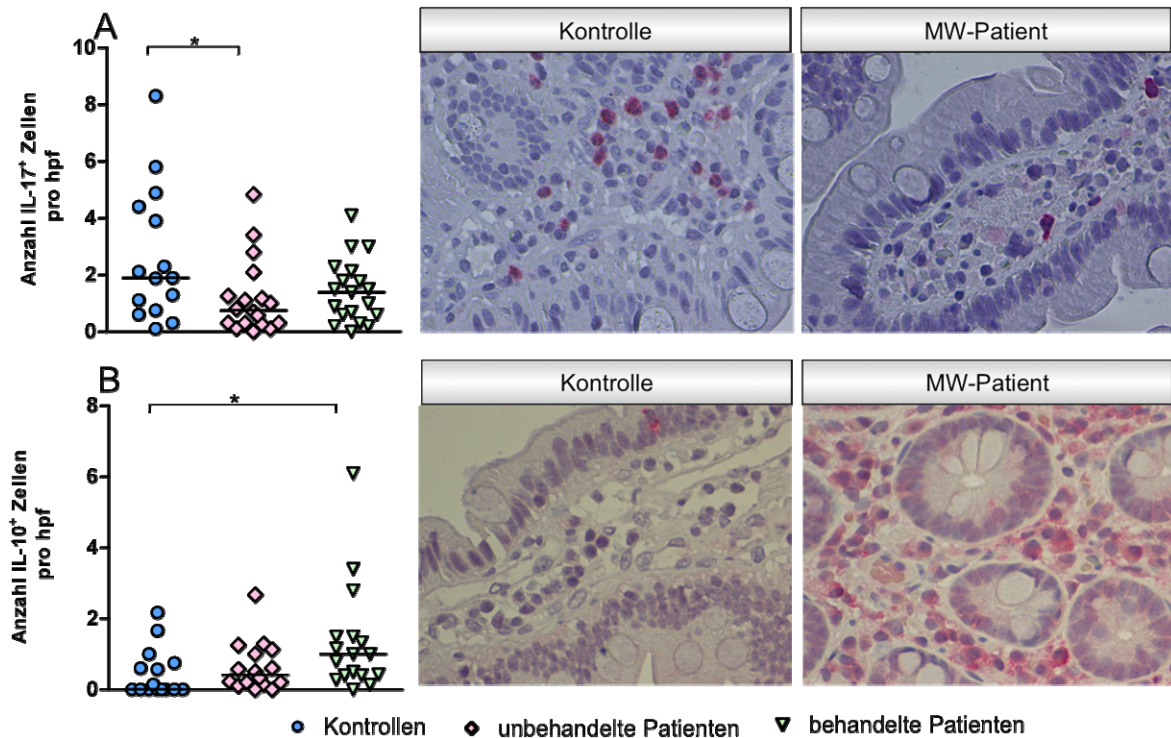 A
Anzahl IL-17⁺ Zellen
pro hpf
10
8
6
4
2
0
*
Kontrolle
MW-Patient
B
Anzahl IL-10⁺ Zellen
pro hpf
8
6
4
2
0
*
Kontrolle
MW-Patient
Kontrollen
unbehandelte Patienten
behandelte Patienten